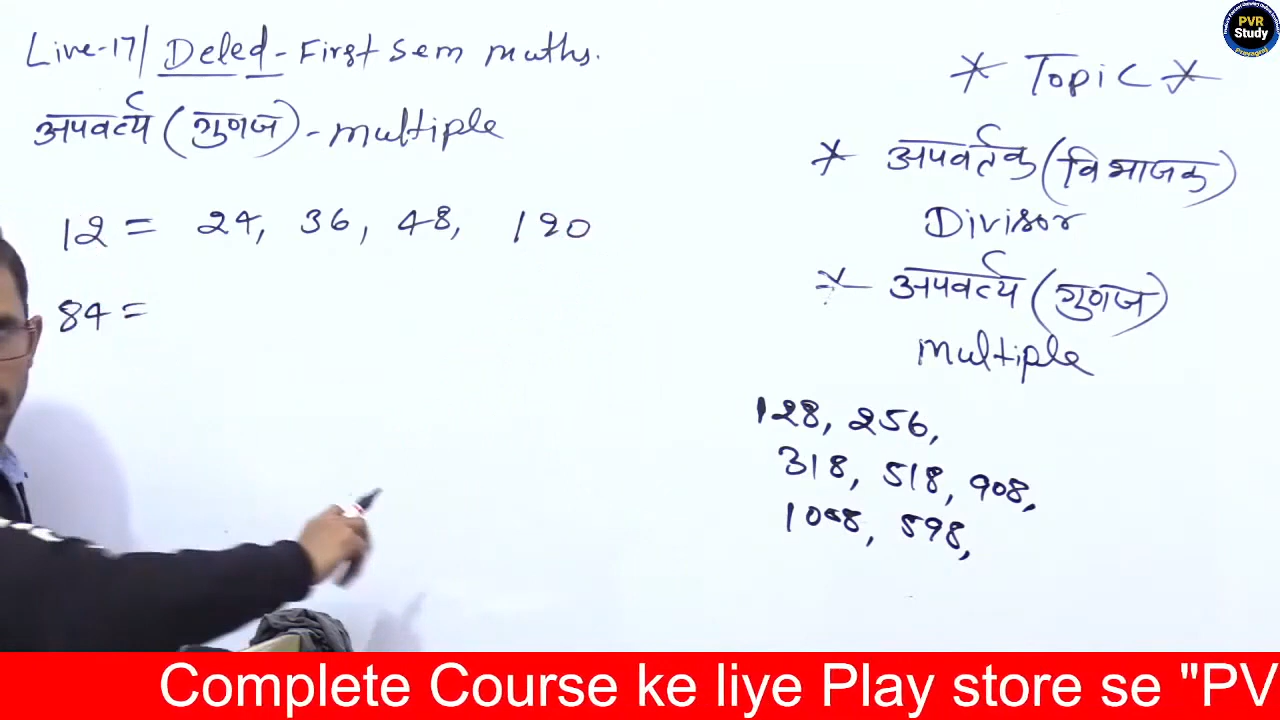 Live-17/ Deled - First sem maths.
अपवर्त्य (गुणज) - multiple
12 = 24, 36, 48, 120
84 =
* Topic *
* अपवर्तक (विभाजक)
Divisor
* अपवर्त्य (गुणज)
multiple
128, 256,
318, 518, 908,
1008, 598,
PVR
Study
Prayagraj
Complete Course ke liye Play store se "PV